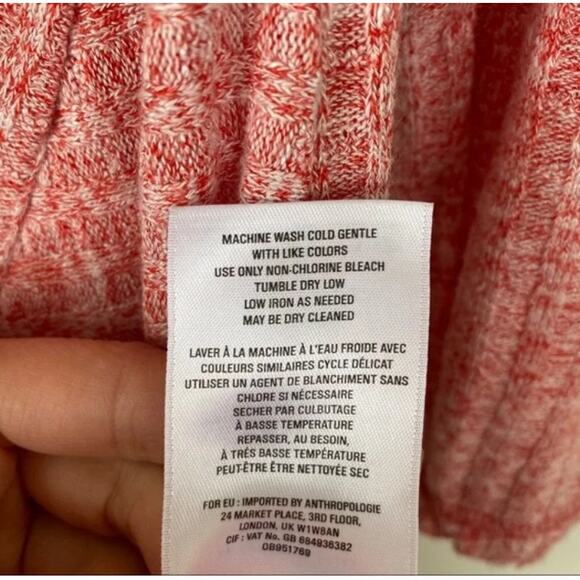 MACHINE WASH COLD GENTLE
WITH LIKE COLORS
USE ONLY NON-CHLORINE BLEACH
TUMBLE DRY LOW
LOW IRON AS NEEDED
MAY BE DRY CLEANED
LAVER À LA MACHINE À L'EAU FROIDE AVEC
COULEURS SIMILAIRES CYCLE DÉLICAT
UTILISER UN AGENT DE BLANCHIMENT SANS
CHLORE SI NÉCESSAIRE
SECHER PAR CULBUTAGE
À BASSE TEMPERATURE
REPASSER, AU BESOIN,
À TRÉS BASSE TEMPÉRATURE
PEUT-ÊTRE ÊTRE NETTOYÉE SEC
FOR EU : IMPORTED BY ANTHROPOLOGIE
24 MARKET PLACE, 3RD FLOOR,
LONDON, UK W1W8AN
CIF : VAT No. GB 684936382
OB951769